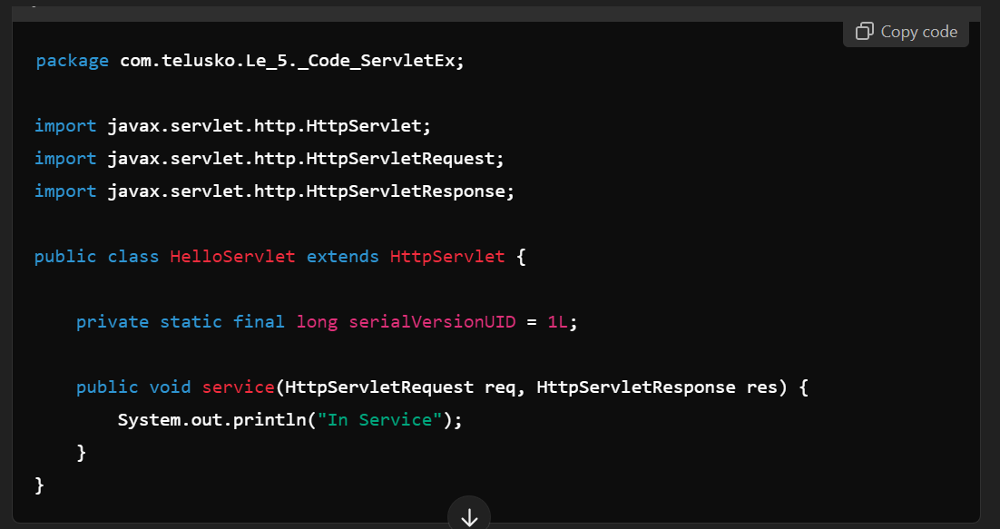 Copy code
package com.telusko.Le_5._Code_ServletEx;
import javax.servlet.http.HttpServlet;
import javax.servlet.http.HttpServletRequest;
import javax.servlet.http.HttpServletResponse;
public class HelloServlet extends HttpServlet {
private static final long serialVersionUID = 1L;
public void service(HttpServletRequest req, HttpServletResponse res) {
System.out.println("In Service");
}
}